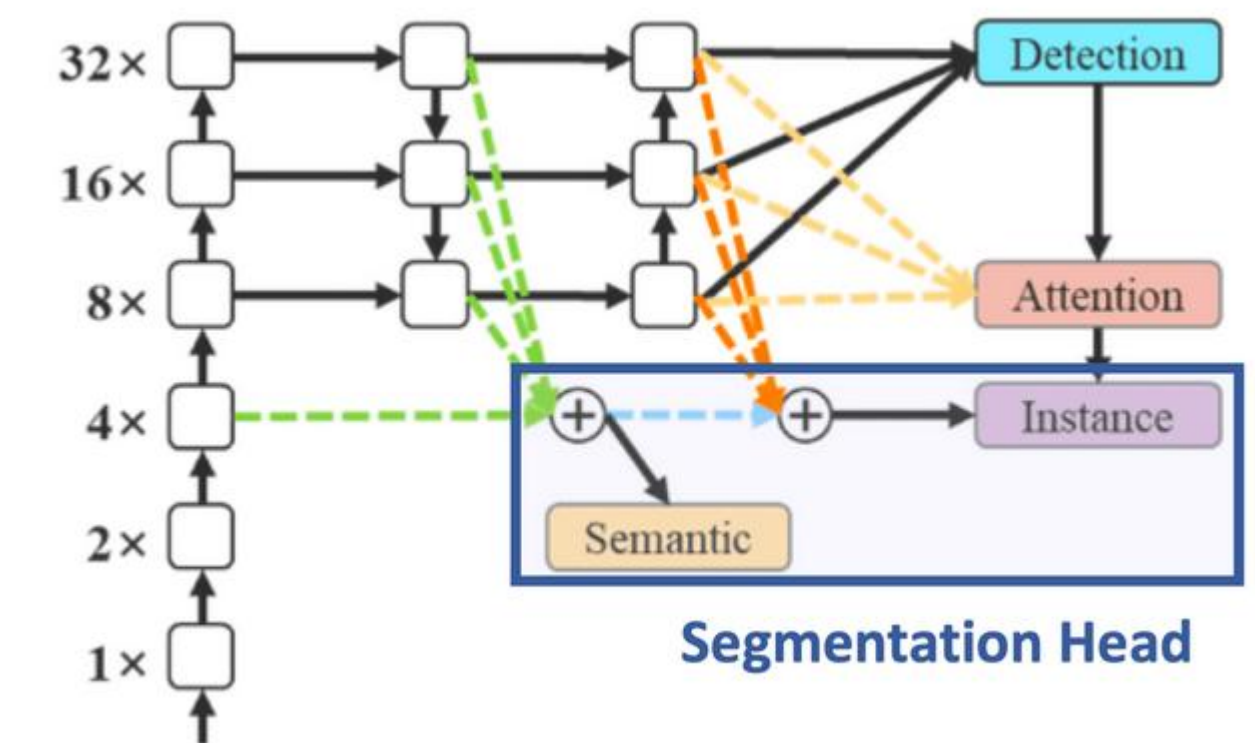 32×
Detection
16×
8×
Attention
4×
+
+
Instance
2×
Semantic
1×
Segmentation Head